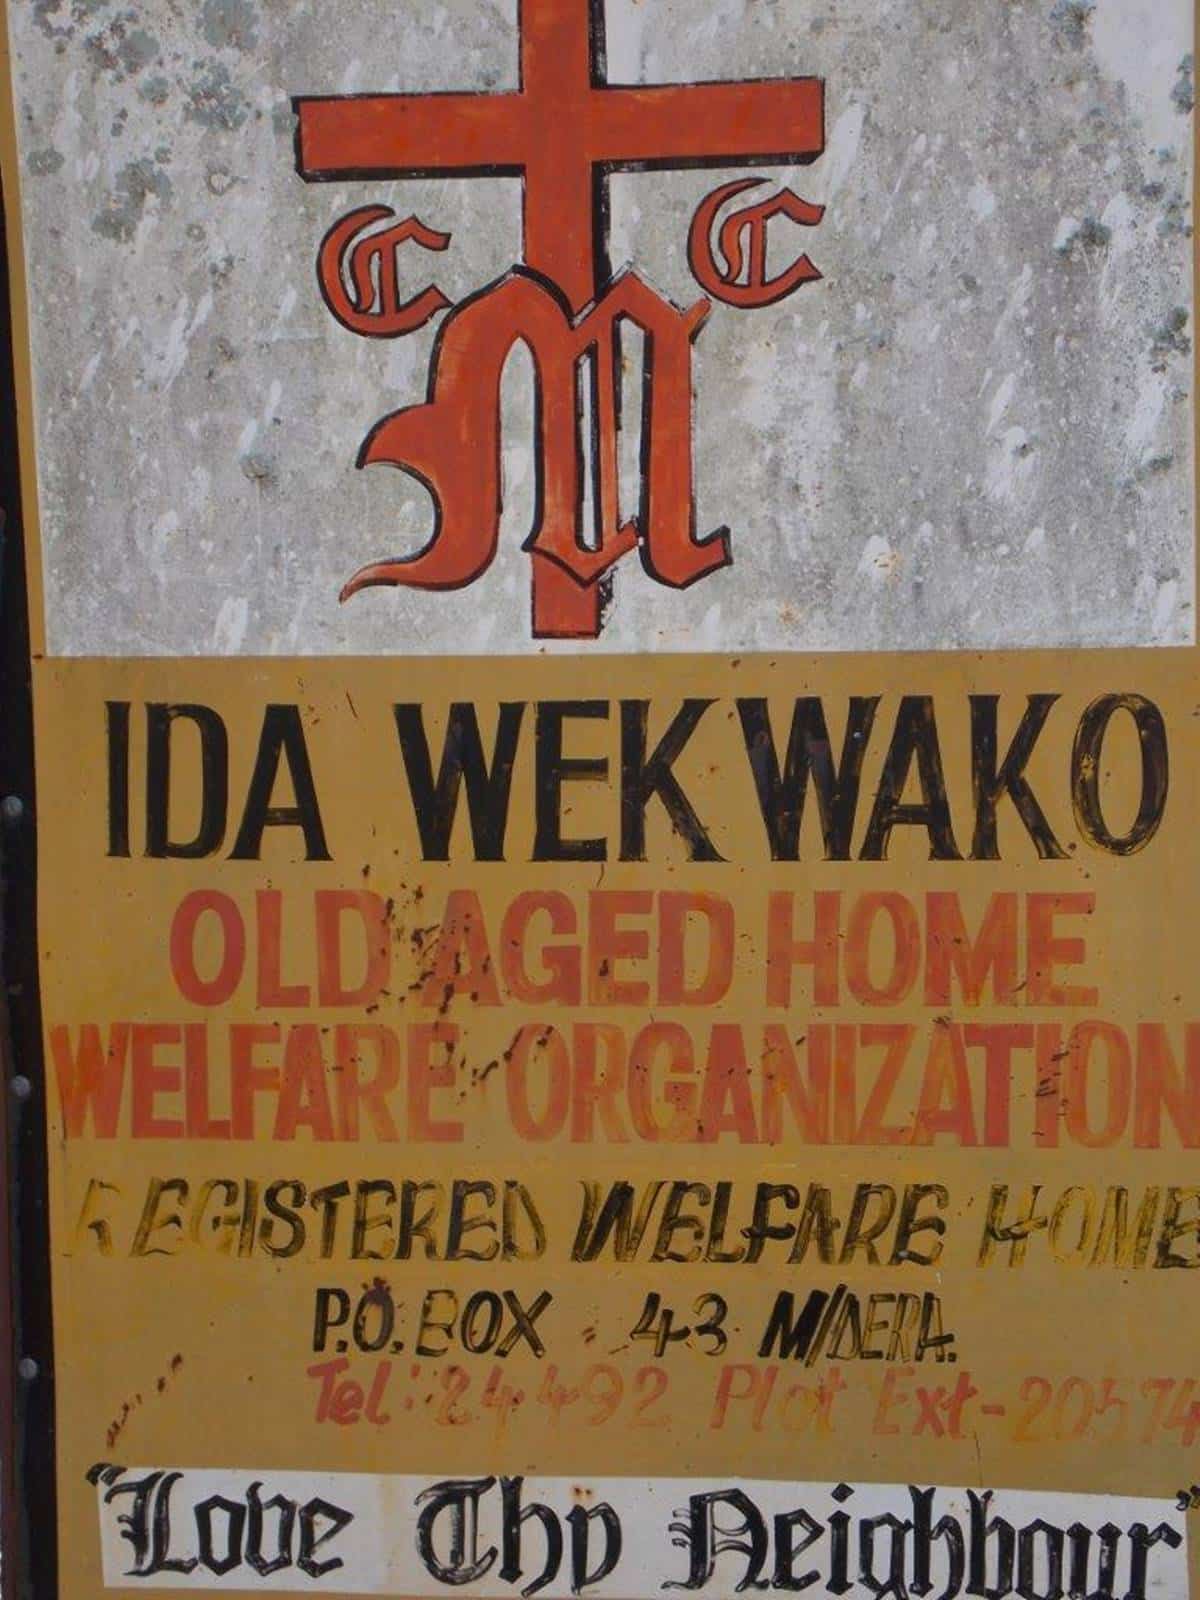 C C
M
IDA WEKWAKO
OLD AGED HOME
WELFARE ORGANIZATION
REGISTERED WELFARE HOME
P.O. BOX 43 M/DERA.
Tel: 24492 Plot Ext-20574
"Love Thy Neighbour"